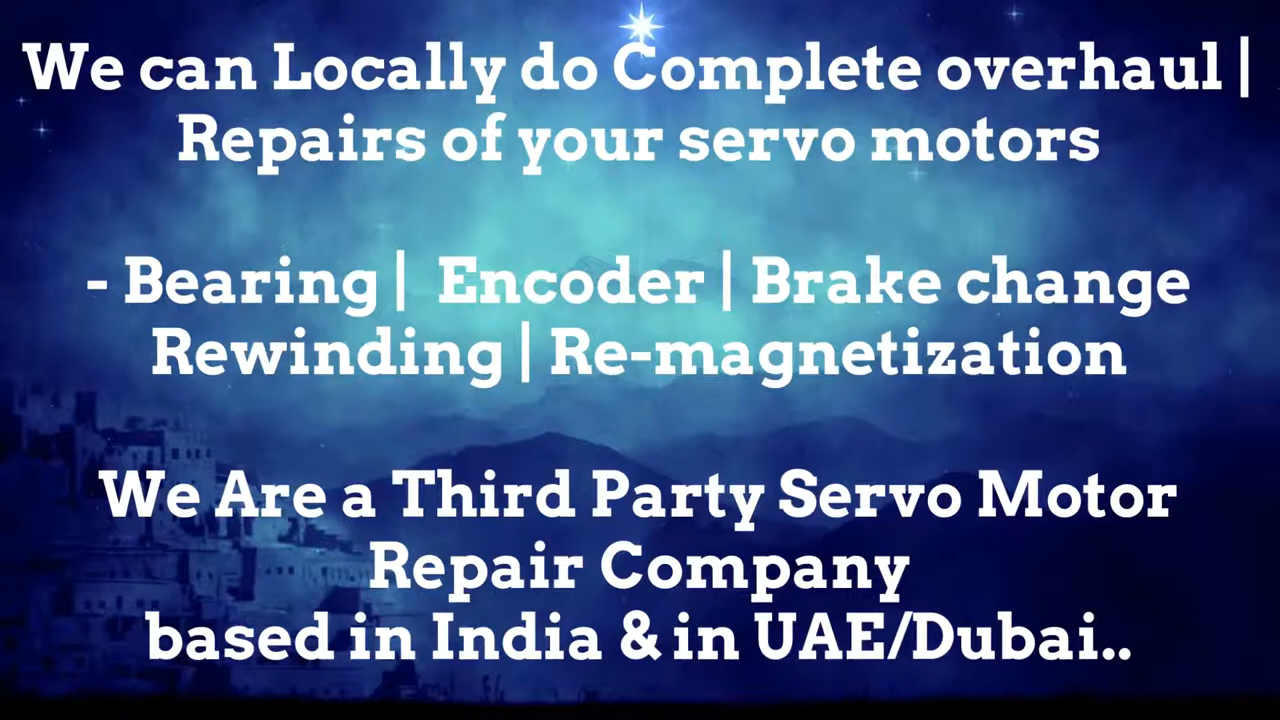 We can Locally do Complete overhaul |
Repairs of your servo motors
- Bearing | Encoder | Brake change
Rewinding | Re-magnetization
We Are a Third Party Servo Motor
Repair Company
based in India & in UAE/Dubai..